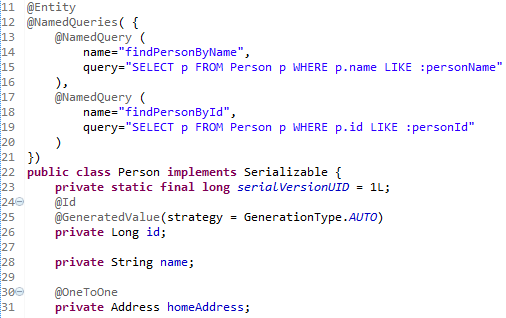 11 @Entity
12 @NamedQueries( {
13     @NamedQuery (
14         name="findPersonByName",
15         query="SELECT p FROM Person p WHERE p.name LIKE :personName"
16     ),
17     @NamedQuery (
18         name="findPersonById",
19         query="SELECT p FROM Person p WHERE p.id LIKE :personId"
20     )
21 })
22 public class Person implements Serializable {
23     private static final long serialVersionUID = 1L;
24     @Id
25     @GeneratedValue(strategy = GenerationType.AUTO)
26     private Long id;
27
28     private String name;
29
30     @OneToOne
31     private Address homeAddress;